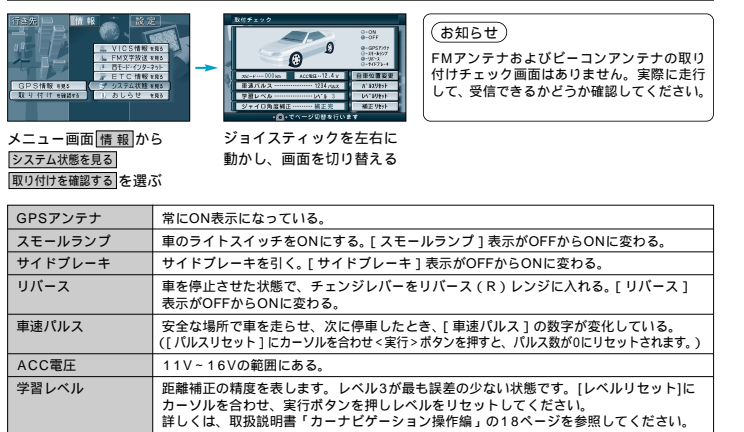 行き先 情報 設定
VICS情報 を見る
FM文字放送 を見る
ETC情報 を見る
システム状態 を見る
おしらせ を見る
GPS情報 を見る
取り付け を確認する
取付チェック
ON
OFF
自車位置変更
車速パルス 1234 パルス
パルスリセット
学習レベル レベル 3
レベルリセット
ジャイロ角度補正 補正完
補正リセット
でページ切替を行います
メニュー画面 情報 から
システム状態を見る
取り付けを確認する を選ぶ
ジョイスティックを左右に
動かし、画面を切り替える
お知らせ
FMアンテナおよびビーコンアンテナの取り
付けチェック画面はありません。実際に走行
して、受信できるかどうか確認してください。
GPSアンテナ 常にON表示になっている。
スモールランプ 車のライトスイッチをONにする。[スモールランプ]表示がOFFからONに変わる。
サイドブレーキ サイドブレーキを引く。[サイドブレーキ]表示がOFFからONに変わる。
リバース 車を停止させた状態で、チェンジレバーをリバース(R)レンジに入れる。[リバース]
表示がOFFからONに変わる。
車速パルス 安全な場所で車を走らせ、次に停車したとき、[車速パルス]の数字が変化している。
([パルスリセット]にカーソルを合わせ<実行>ボタンを押すと、パルス数が0にリセットされます。)
ACC電圧 11V~16Vの範囲にある。
学習レベル 距離補正の精度を表します。レベル3が最も誤差の少ない状態です。[レベルリセット]に
カーソルを合わせ、実行ボタンを押しレベルをリセットしてください。
詳しくは、取扱説明書「カーナビゲーション操作編」の18ページを参照してください。